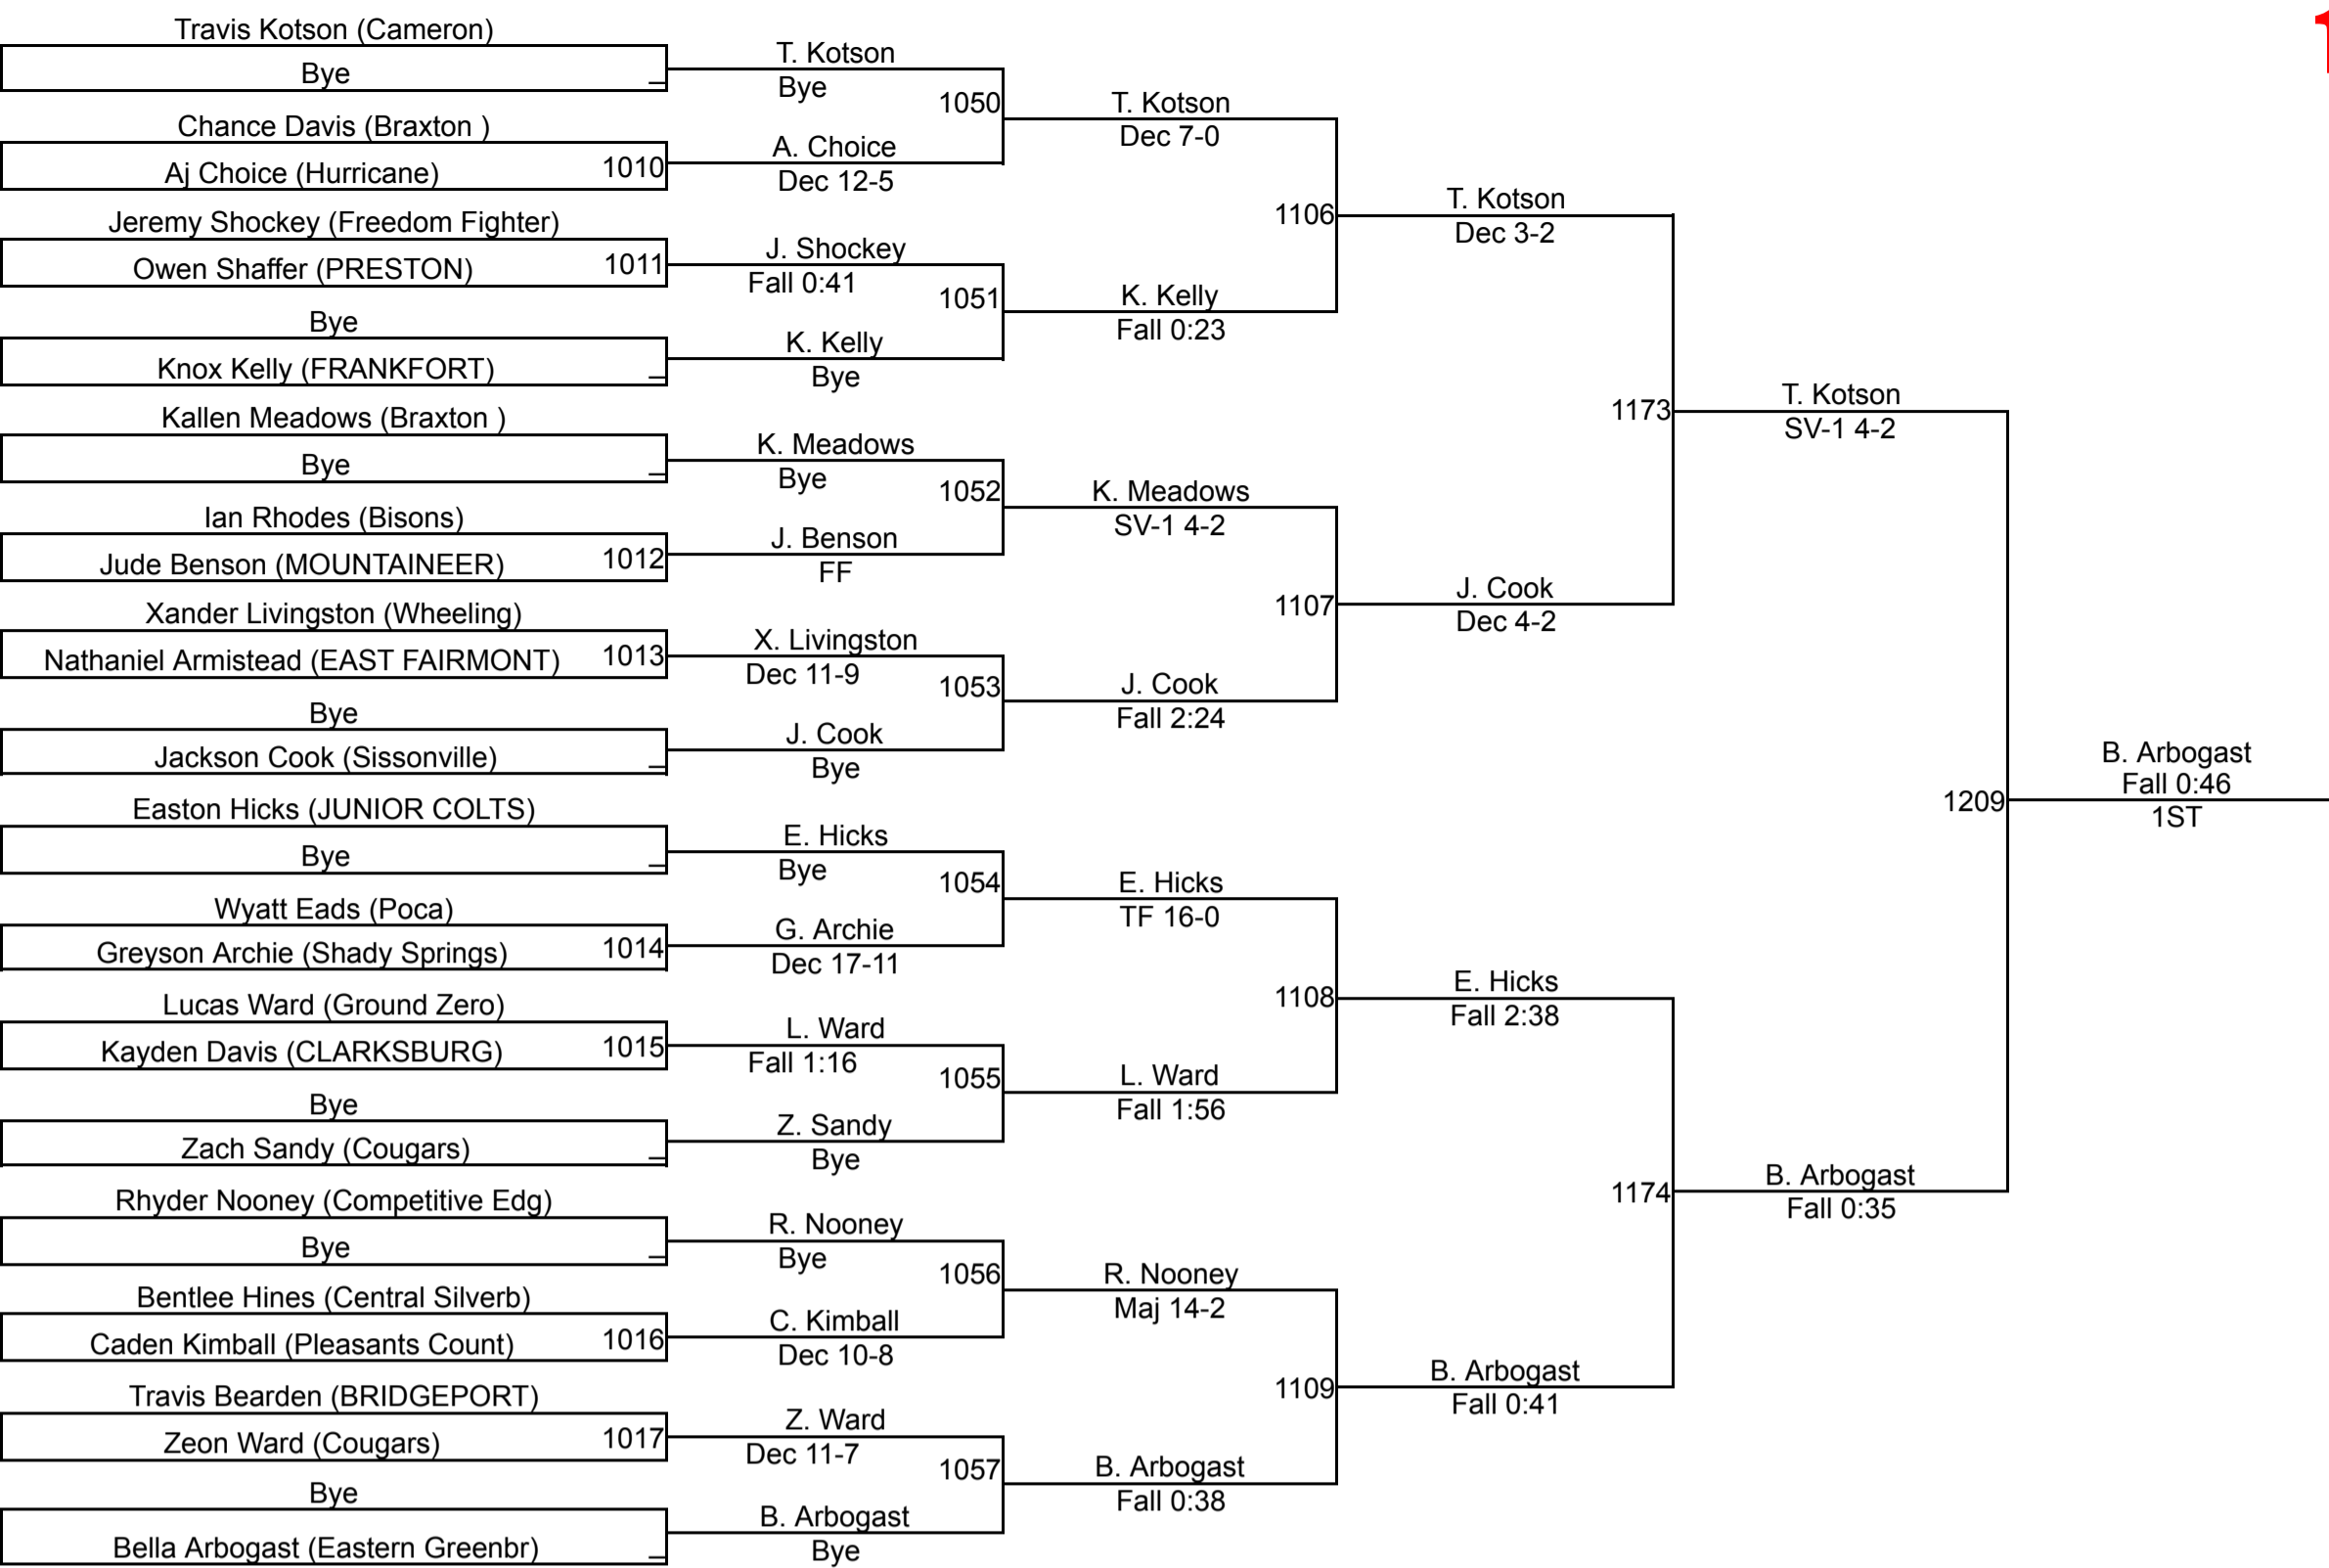 Travis Kotson (Cameron)
Bye
Chance Davis (Braxton )
Aj Choice (Hurricane)
1010
Jeremy Shockey (Freedom Fighter)
Owen Shaffer (PRESTON)
1011
Bye
Knox Kelly (FRANKFORT)
Kallen Meadows (Braxton )
Bye
Ian Rhodes (Bisons)
Jude Benson (MOUNTAINEER)
1012
Xander Livingston (Wheeling)
Nathaniel Armistead (EAST FAIRMONT)
1013
Bye
Jackson Cook (Sissonville)
Easton Hicks (JUNIOR COLTS)
Bye
Wyatt Eads (Poca)
Greyson Archie (Shady Springs)
1014
Lucas Ward (Ground Zero)
Kayden Davis (CLARKSBURG)
1015
Bye
Zach Sandy (Cougars)
Rhyder Nooney (Competitive Edg)
Bye
Bentlee Hines (Central Silverb)
Caden Kimball (Pleasants Count)
1016
Travis Bearden (BRIDGEPORT)
Zeon Ward (Cougars)
1017
Bye
Bella Arbogast (Eastern Greenbr)
T. Kotson
Bye
1050
A. Choice
Dec 12-5
J. Shockey
Fall 0:41
1051
K. Kelly
Bye
K. Meadows
Bye
1052
J. Benson
FF
X. Livingston
Dec 11-9
1053
J. Cook
Bye
E. Hicks
Bye
1054
G. Archie
Dec 17-11
L. Ward
Fall 1:16
1055
Z. Sandy
Bye
R. Nooney
Bye
1056
C. Kimball
Dec 10-8
Z. Ward
Dec 11-7
1057
B. Arbogast
Bye
T. Kotson
Dec 7-0
1106
K. Kelly
Fall 0:23
K. Meadows
SV-1 4-2
1107
J. Cook
Fall 2:24
E. Hicks
TF 16-0
1108
L. Ward
Fall 1:56
R. Nooney
Maj 14-2
1109
B. Arbogast
Fall 0:38
T. Kotson
Dec 3-2
1173
J. Cook
Dec 4-2
E. Hicks
Fall 2:38
1174
B. Arbogast
Fall 0:41
T. Kotson
SV-1 4-2
1209
B. Arbogast
Fall 0:35
B. Arbogast
Fall 0:46
1ST